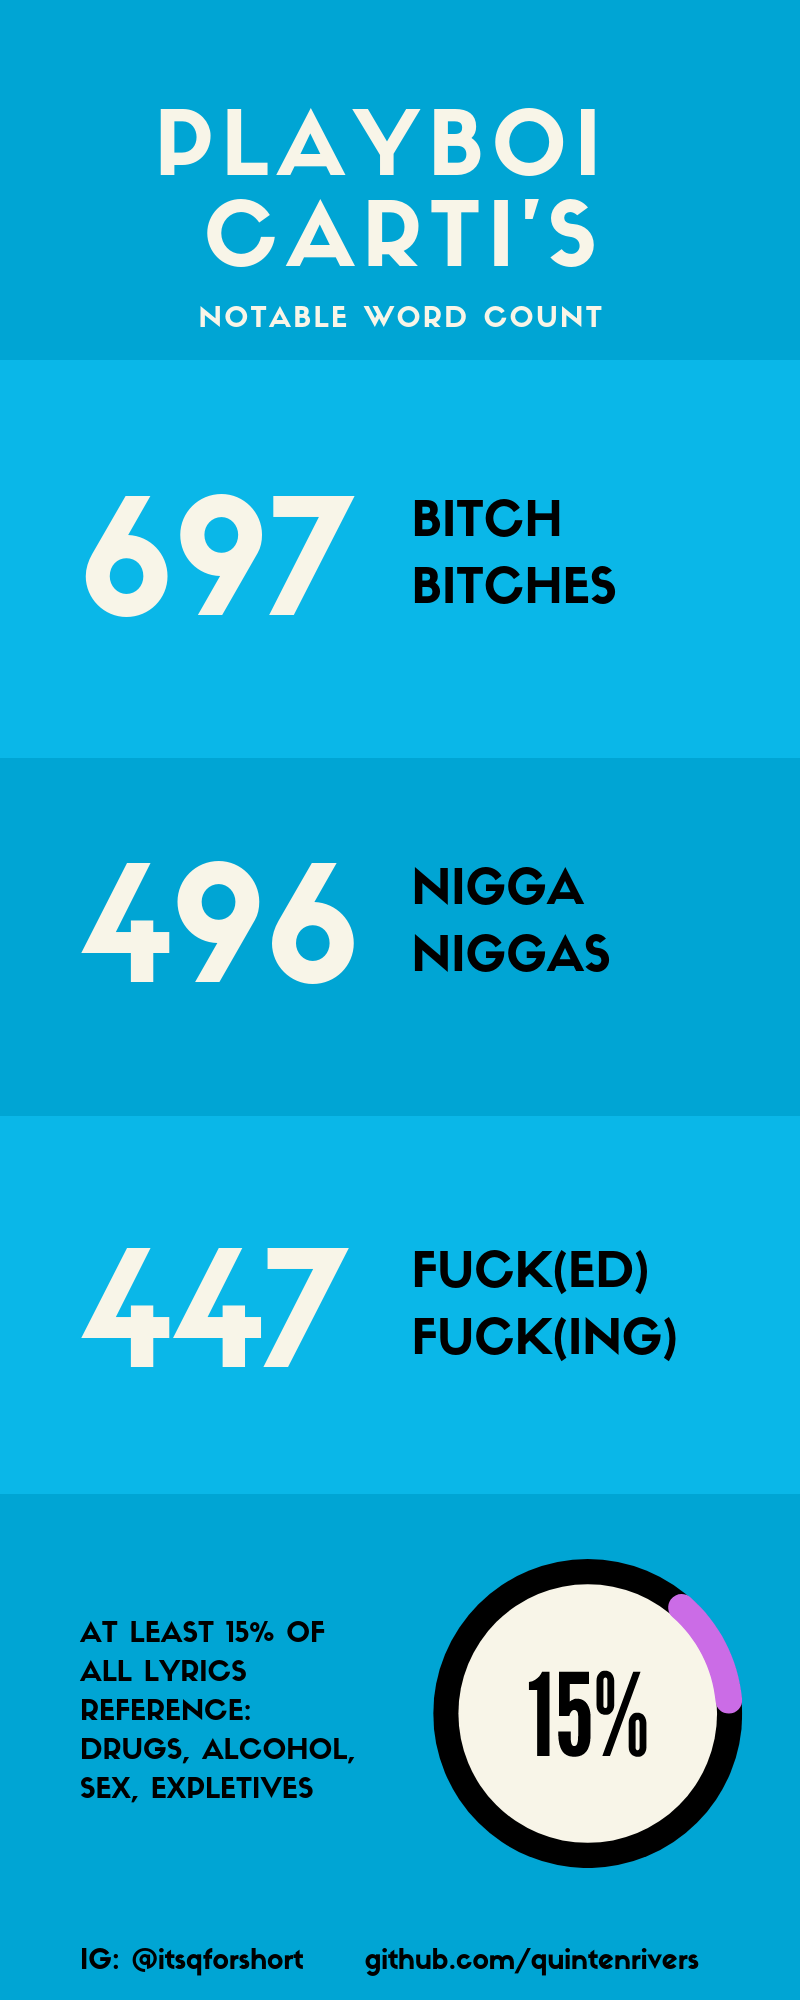 PLAYBOI
CARTI'S
NOTABLE WORD COUNT
697
BITCH
BITCHES
496
NIGGA
NIGGAS
447
FUCK(ED)
FUCK(ING)
AT LEAST 15% OF
ALL LYRICS
REFERENCE:
DRUGS, ALCOHOL,
SEX, EXPLETIVES
15%
IG: @itsqforshort
github.com/quintenrivers